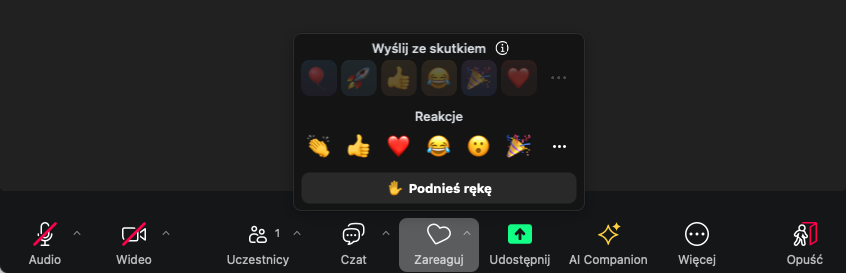 Wyślij ze skutkiem
Reakcje
Podnieś rękę
1
Audio Wideo Uczestnicy Czat Zareaguj Udostępnij AI Companion Więcej Opuść